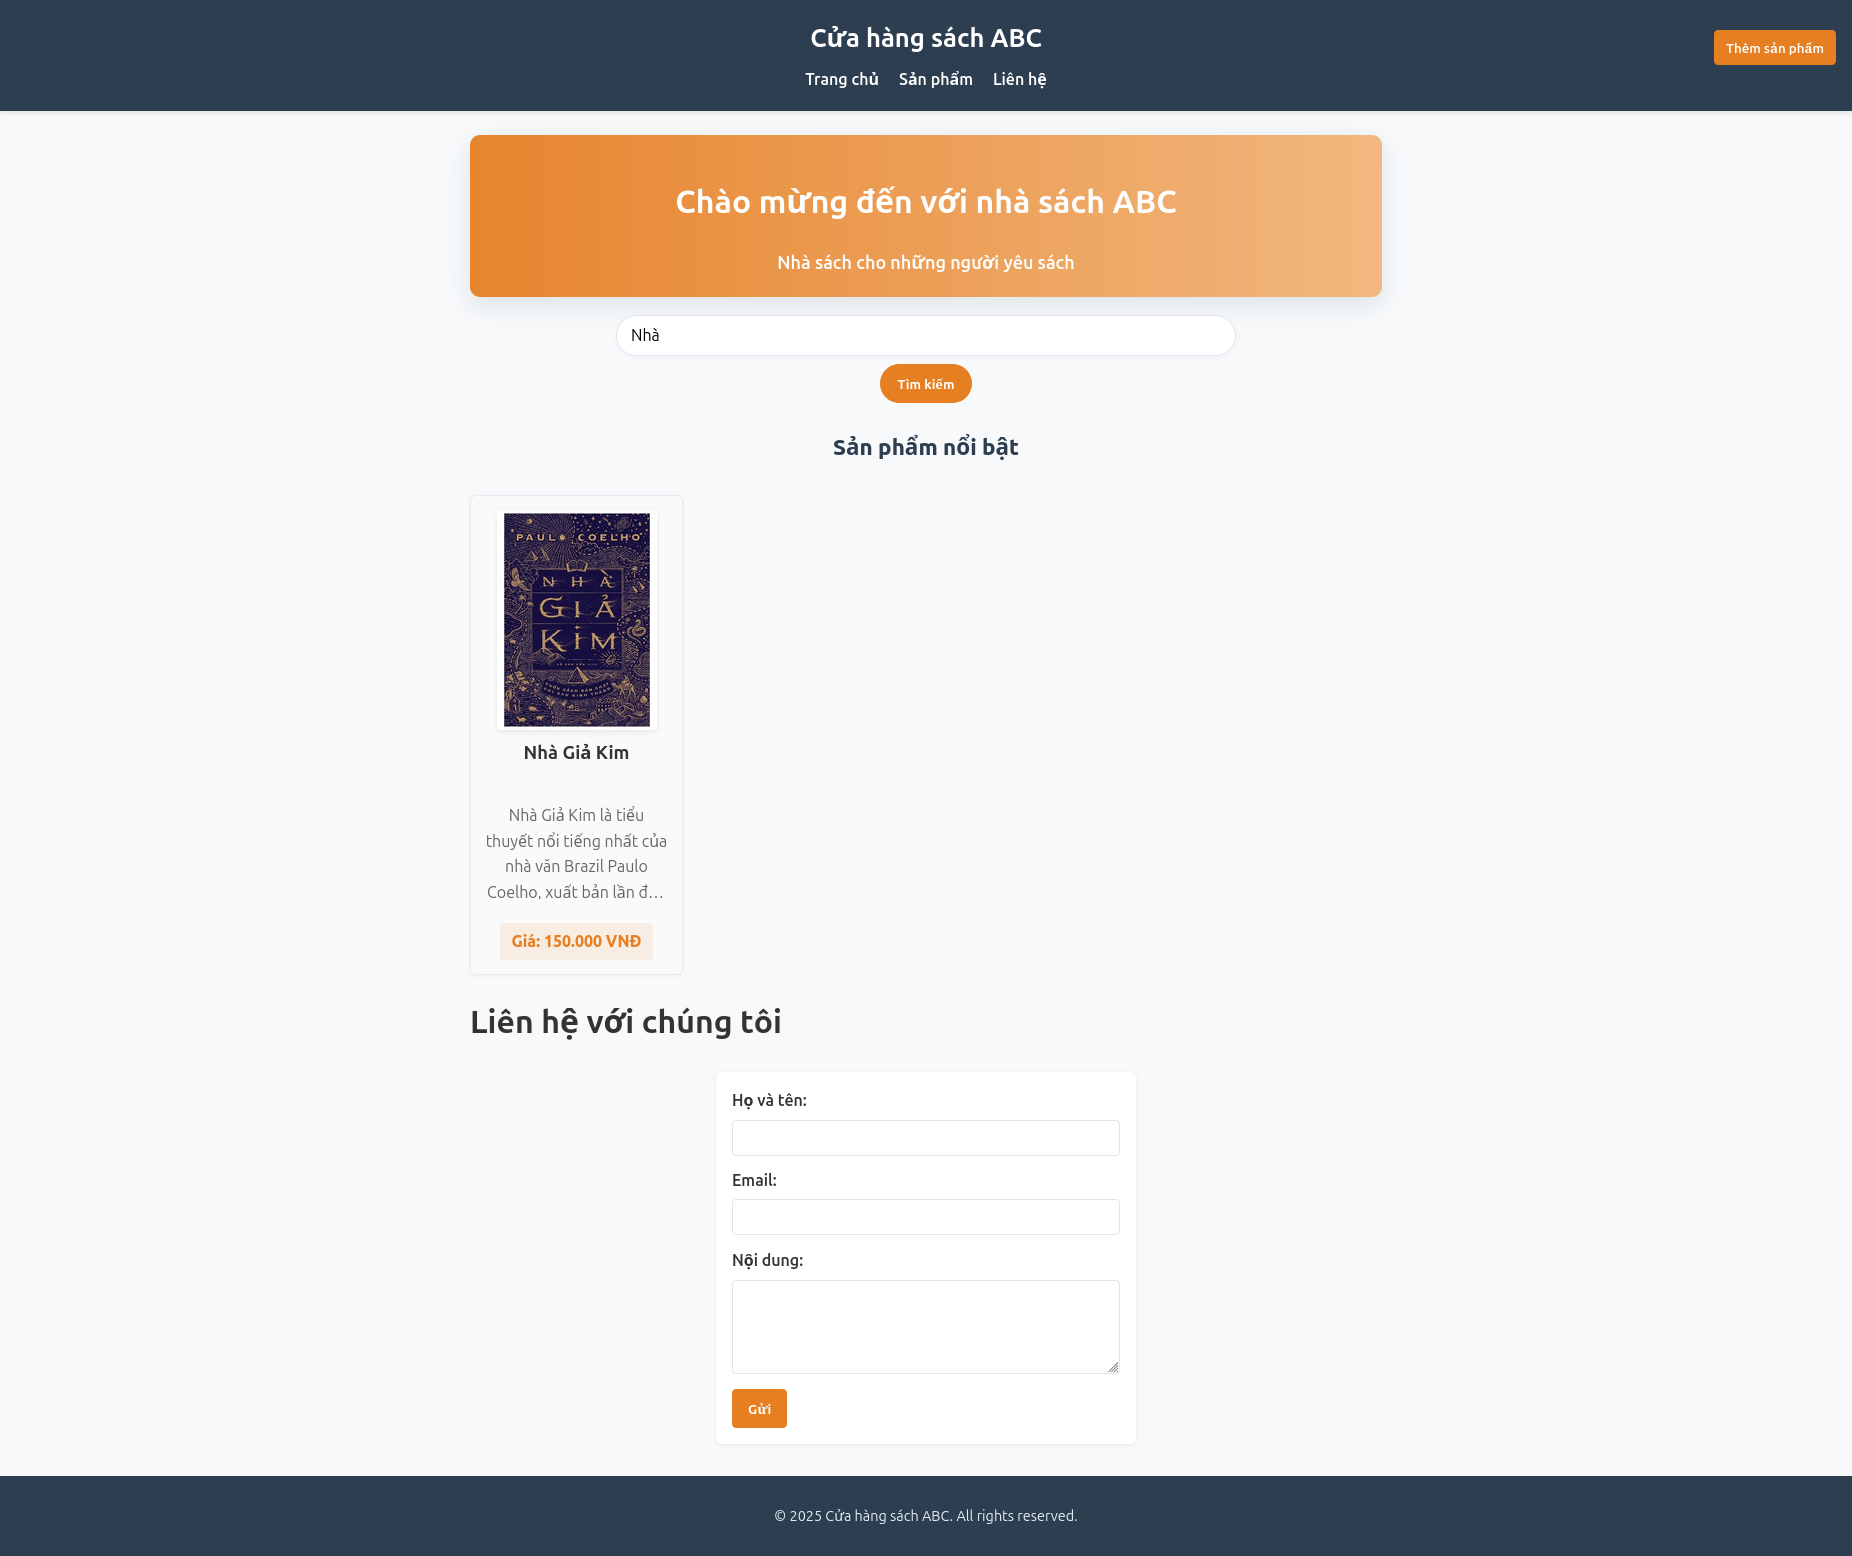 Cửa hàng sách ABC
Trang chủ Sản phẩm Liên hệ
Thêm sản phẩm
Chào mừng đến với nhà sách ABC
Nhà sách cho những người yêu sách
Nhà
Tìm kiếm
Sản phẩm nổi bật
PAULO COELHO
NHÀ
GIẢ
KIM
Nhà Giả Kim
Nhà Giả Kim là tiểu
thuyết nổi tiếng nhất của
nhà văn Brazil Paulo
Coelho, xuất bản lần đ…
Giá: 150.000 VNĐ
Liên hệ với chúng tôi
Họ và tên:
Email:
Nội dung:
Gửi
© 2025 Cửa hàng sách ABC. All rights reserved.